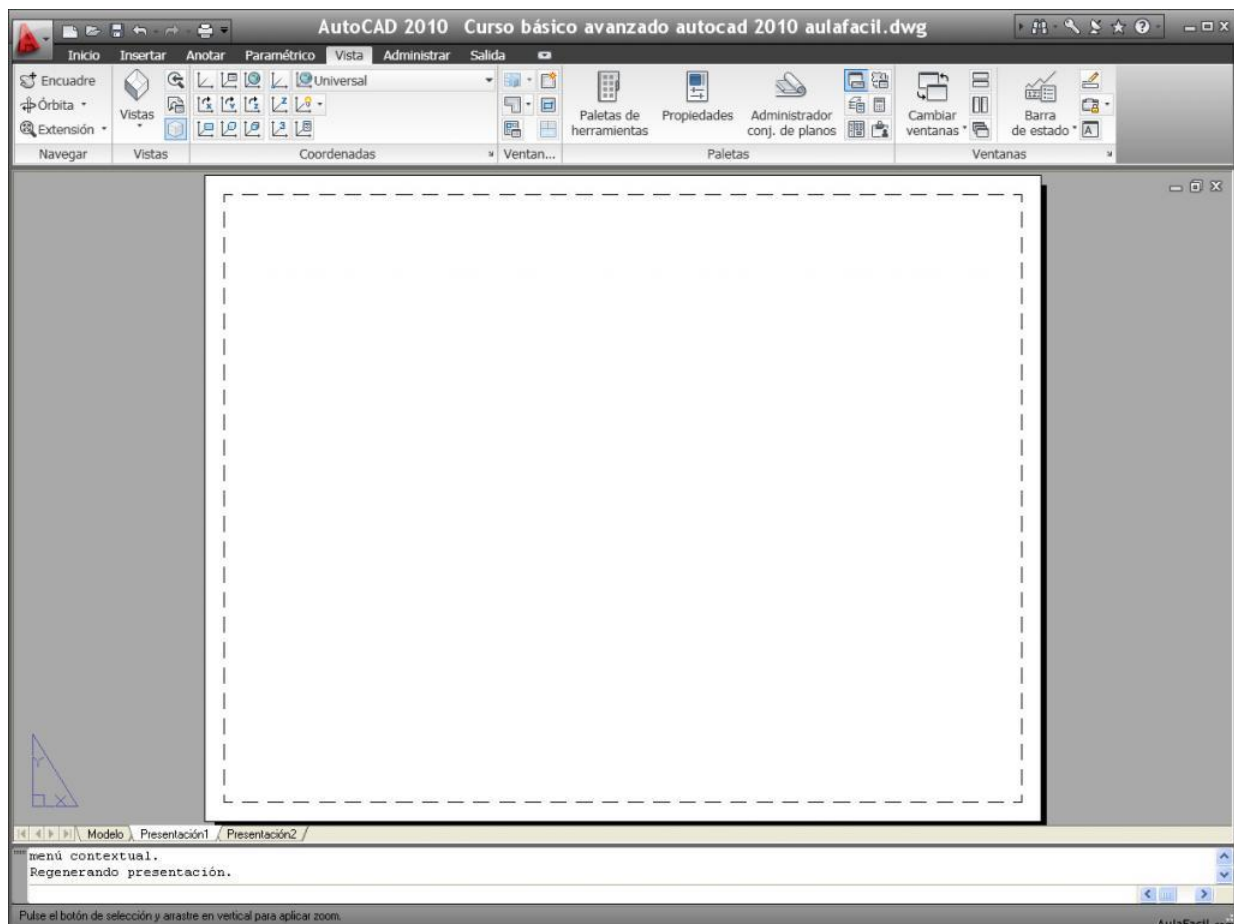 AutoCAD 2010 Curso básico avanzado autocad 2010 aulafacil.dwg
Inicio Insertar Anotar Paramétrico Vista Administrar Salida
Encuadre
Órbita
Extensión
Vistas
Universal
Paletas de herramientas
Propiedades
Administrador conj. de planos
Cambiar ventanas
Barra de estado
Navegar Vistas Coordenadas Ventan... Paletas Ventanas
Y
X
Modelo Presentación1 Presentación2
menú contextual.
Regenerando presentación.
Pulse el botón de selección y arrastre en vertical para aplicar zoom.